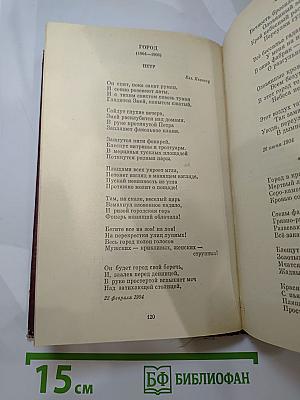 ГОРОД
(1904—1908)
ПЕТР
Евг. Иванову
Он спит, пока закат румян.
И сонно розовеют латы.
И с тихим свистом сквозь туман
Глядится Змей, копытом сжатый.
Сойдут глухие вечера,
Змей расклубится над домами.
В руке протянутой Петра
Запляшет факельное пламя.
Зажгутся нити фонарей,
Блеснут витрины и тротуары.
В мерцаньи тусклых площадей
Потянутся рядами пары.
Плащами всех укроет мгла,
Потонет взгляд в манящем взгляде.
Пускай невинность из угла
Протяжно молит о пощаде!
Там, на скале, веселый царь
Взмахнул зловонное кадило,
И ризой городская гарь
Фонарь манящий облачила!
Бегите все на зов! на лов!
На перекрестки улиц лунных!
Весь город полон голосов
Мужских — крикливых, женских —
струнных!
Он будет город свой беречь,
И, заалев перед денницей,
В руке простертой вспыхнет меч
Над затихающей столицей.
22 февраля 1904
120
Город в
Мертвые
Серо-каме
Кровью со
15 см
БФ БИБЛИОФАН